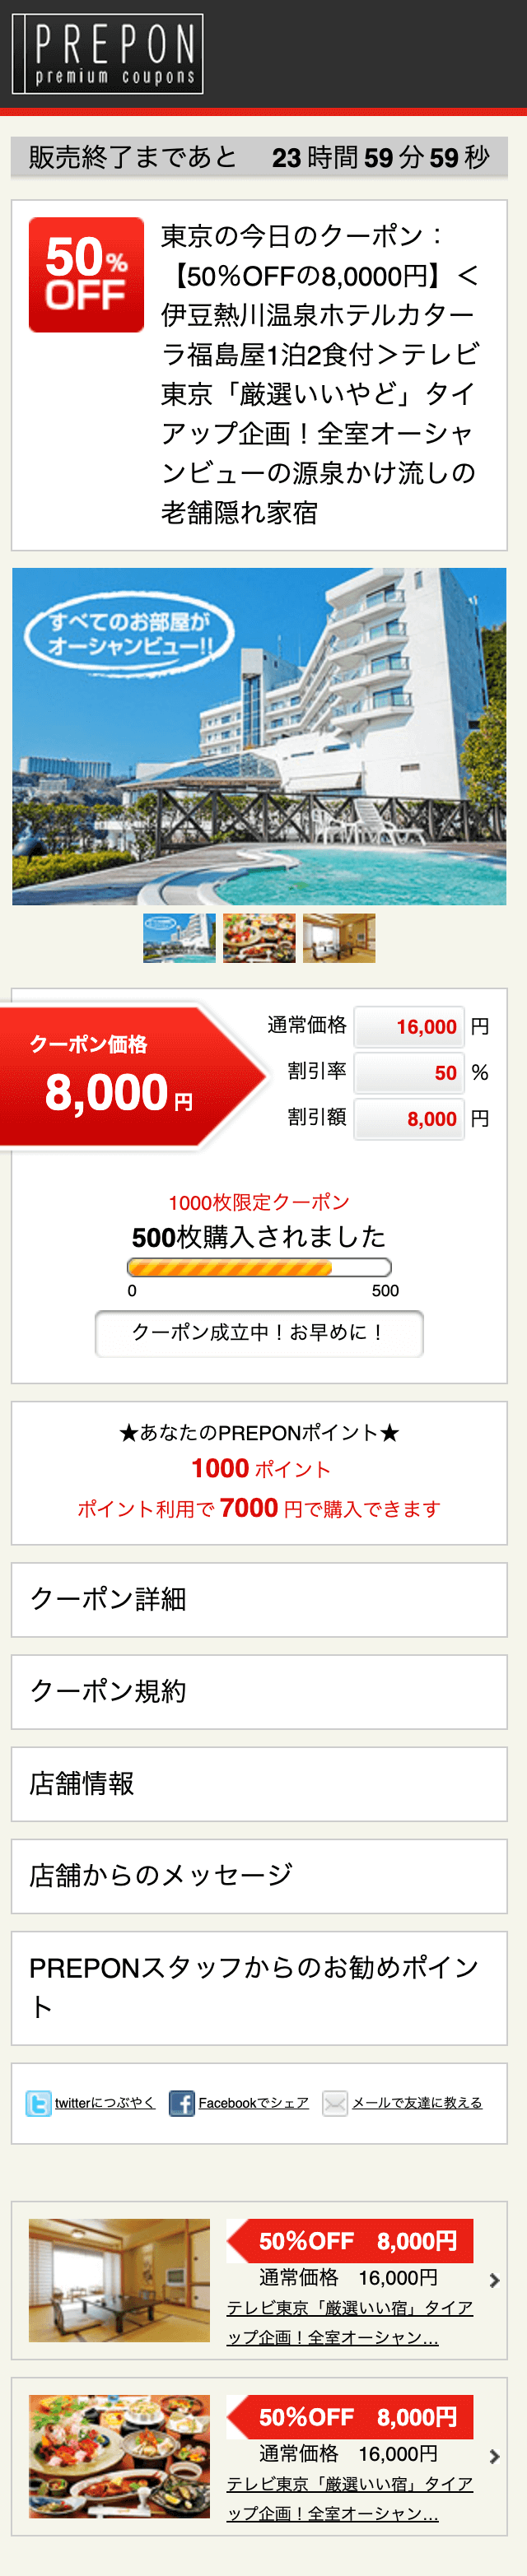 PREPON
premium coupons
販売終了まであと 23 時間 59 分 59 秒
50%
OFF
東京の今日のクーポン：
【50%OFFの8,0000円】＜
伊豆熱川温泉ホテルカター
ラ福島屋1泊2食付＞テレビ
東京「厳選いいやど」タイ
アップ企画！全室オーシャ
ンビューの源泉かけ流しの
老舗隠れ家宿
すべてのお部屋が
オーシャンビュー!!
クーポン価格
8,000 円
通常価格 16,000 円
割引率 50 %
割引額 8,000 円
1000枚限定クーポン
500枚購入されました
0 500
クーポン成立中！お早めに！
★あなたのPREPONポイント★
1000 ポイント
ポイント利用で 7000 円で購入できます
クーポン詳細
クーポン規約
店舗情報
店舗からのメッセージ
PREPONスタッフからのお勧めポイン
ト
twitterにつぶやく Facebookでシェア メールで友達に教える
50%OFF 8,000円
通常価格 16,000円
テレビ東京「厳選いい宿」タイア
ップ企画！全室オーシャン...
50%OFF 8,000円
通常価格 16,000円
テレビ東京「厳選いい宿」タイア
ップ企画！全室オーシャン...